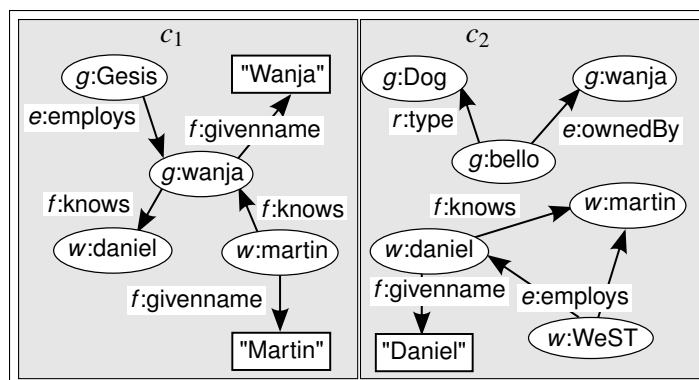 c1
g:Gesis
"Wanja"
e:employs
f:givenname
g:wanja
f:knows
f:knows
w:daniel
w:martin
f:givenname
"Martin"
c2
g:Dog
g:wanja
r:type
e:ownedBy
g:bello
f:knows
w:martin
w:daniel
f:givenname
e:employs
w:WeST
"Daniel"